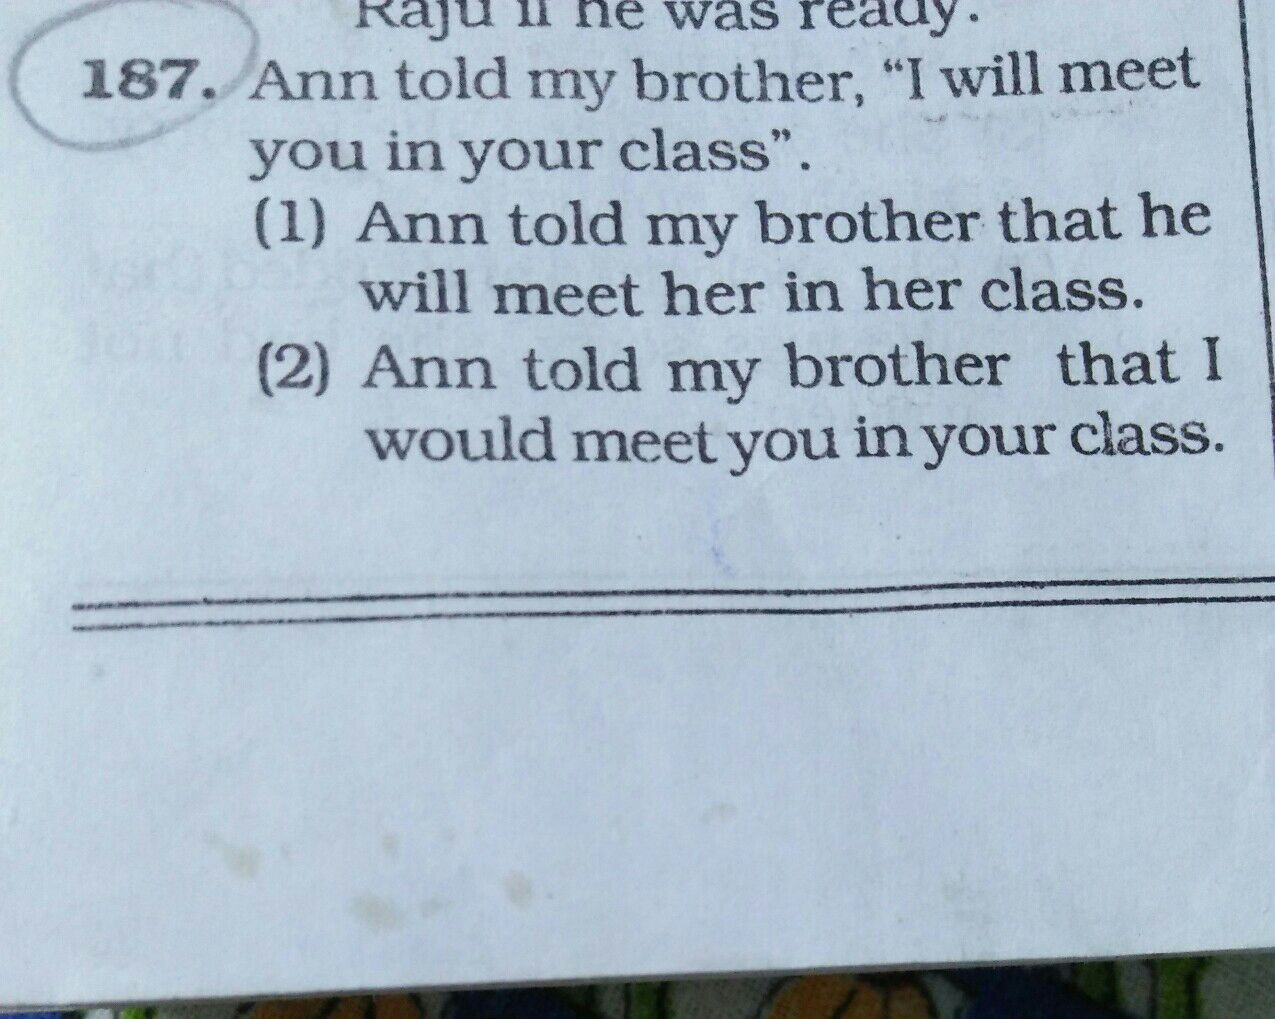 Raju if he was ready.
187. Ann told my brother, “I will meet
you in your class”.
(1) Ann told my brother that he
will meet her in her class.
(2) Ann told my brother that I
would meet you in your class.